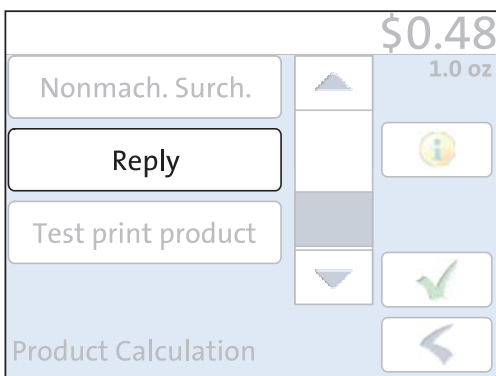 $0.48
1.0 oz
Nonmach. Surch.
Reply
Test print product
Product Calculation